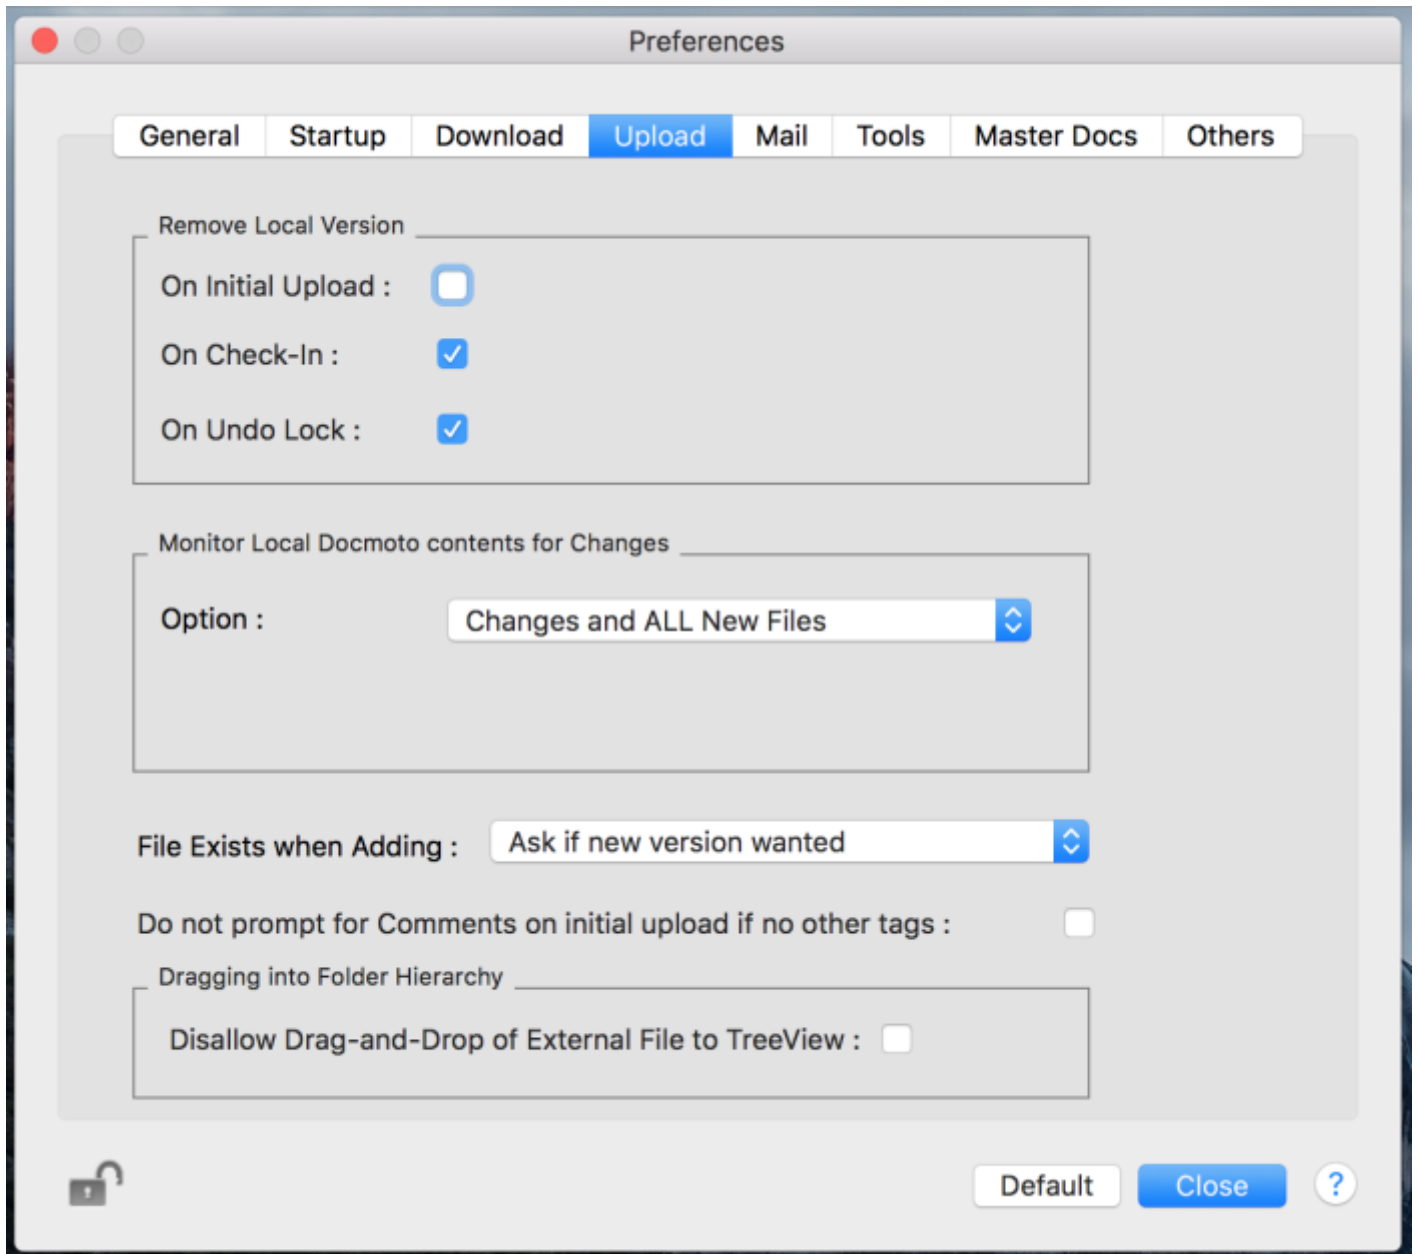 Preferences
General Startup Download Upload Mail Tools Master Docs Others
Remove Local Version
On Initial Upload :
On Check-In :
On Undo Lock :
Monitor Local Docmoto contents for Changes
Option : Changes and ALL New Files
File Exists when Adding : Ask if new version wanted
Do not prompt for Comments on initial upload if no other tags :
Dragging into Folder Hierarchy
Disallow Drag-and-Drop of External File to TreeView :
Default Close ?